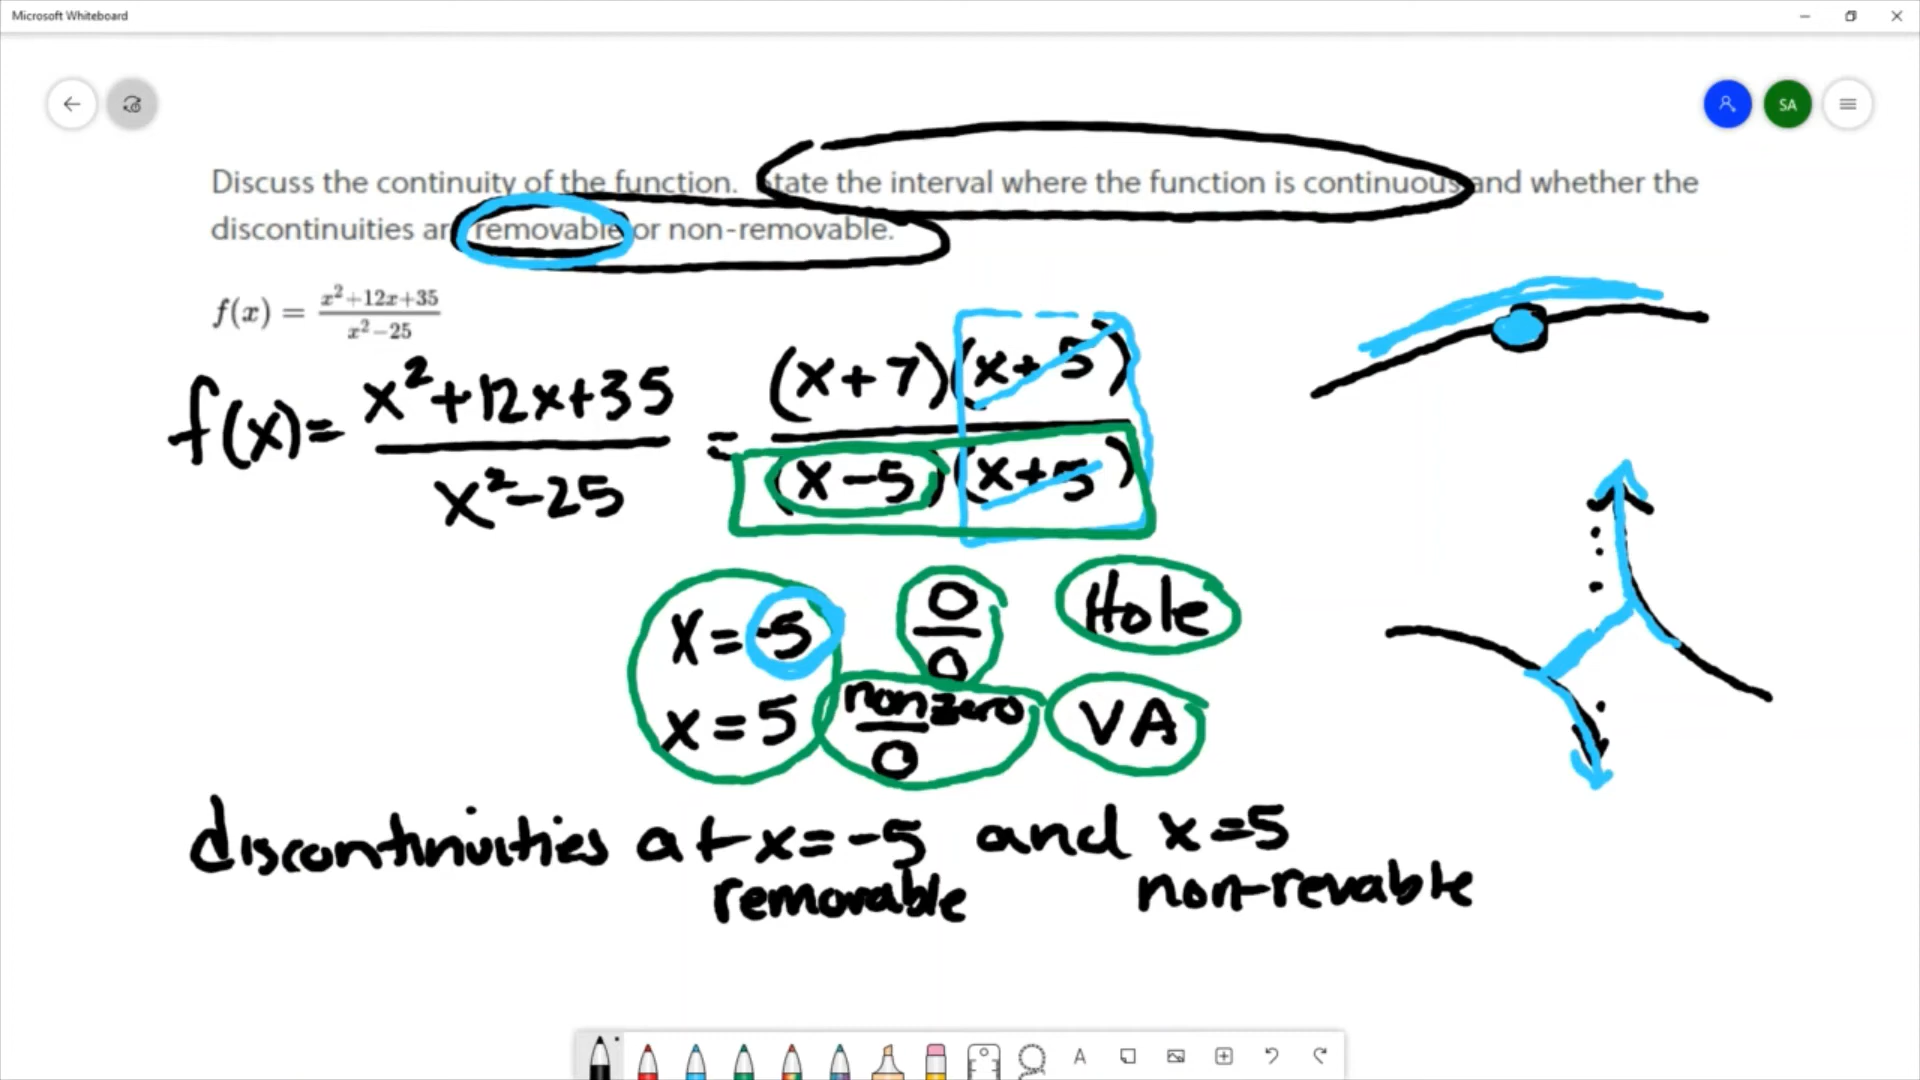 Microsoft Whiteboard
SA
Discuss the continuity of the function. State the interval where the function is continuous and whether the
discontinuities are removable or non-removable.
f(x) = (x²+12x+35)/(x²−25)
f(x)= (x²+12x+35)/(x²−25) = (x+7)(x+5)/(x−5)(x+5)
x=-5 0/0 Hole
x=5 nonzero/0 VA
discontinuities at x=-5 and x=5
removable non-revable
A